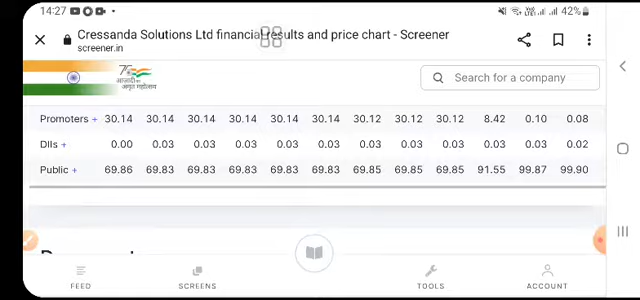 14:27 42%
Cressanda Solutions Ltd financial results and price chart - Screener
screener.in
Search for a company
Promoters + 30.14 30.14 30.14 30.14 30.14 30.14 30.12 30.12 30.12 8.42 0.10 0.08
DIIs + 0.00 0.03 0.03 0.03 0.03 0.03 0.03 0.03 0.03 0.03 0.03 0.02
Public + 69.86 69.83 69.83 69.83 69.83 69.83 69.85 69.85 69.85 91.55 99.87 99.90
FEED SCREENS TOOLS ACCOUNT